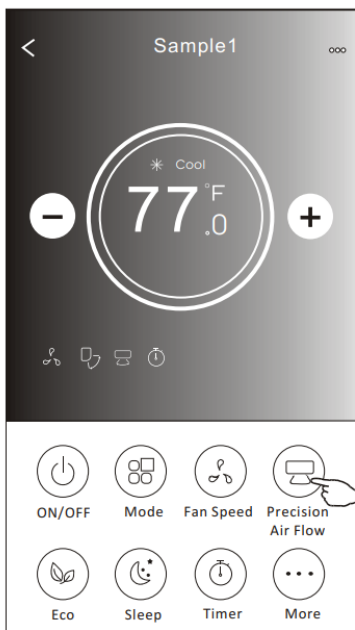 Sample1
Cool
77.0 °F
ON/OFF
Mode
Fan Speed
Precision
Air Flow
Eco
Sleep
Timer
More